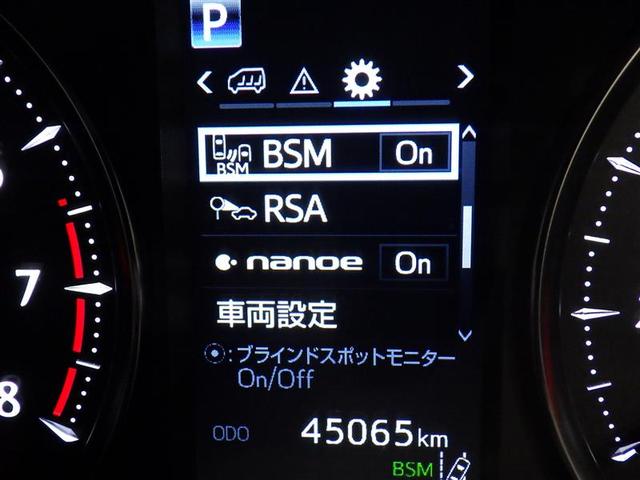 P
BSM On
BSM
RSA
nanoe On
車両設定
:ブラインドスポットモニター
On/Off
ODO 45065km
BSM
7
8